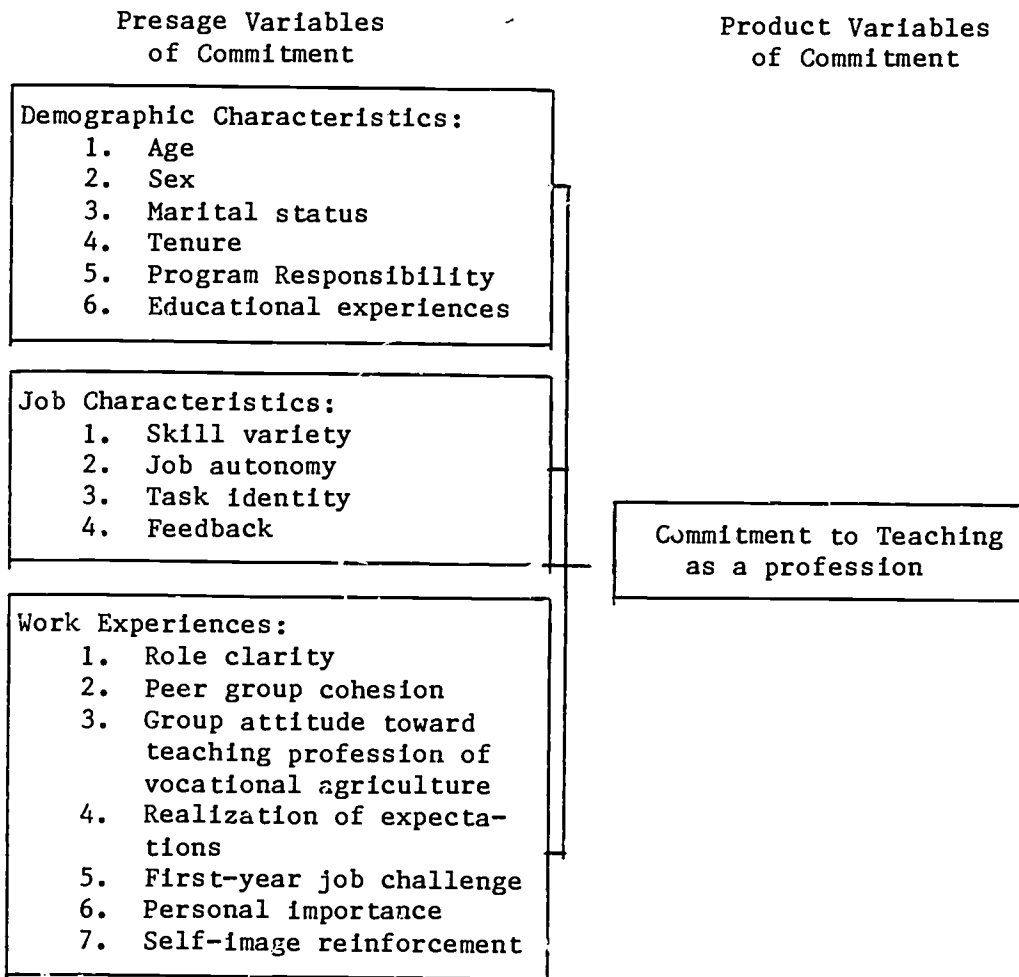 Presage Variables
of Commitment
Product Variables
of Commitment
Demographic Characteristics:
1. Age
2. Sex
3. Marital status
4. Tenure
5. Program Responsibility
6. Educational experiences
Job Characteristics:
1. Skill variety
2. Job autonomy
3. Task identity
4. Feedback
Commitment to Teaching
as a profession
Work Experiences:
1. Role clarity
2. Peer group cohesion
3. Group attitude toward
teaching profession of
vocational agriculture
4. Realization of expecta-
tions
5. First-year job challenge
6. Personal importance
7. Self-image reinforcement